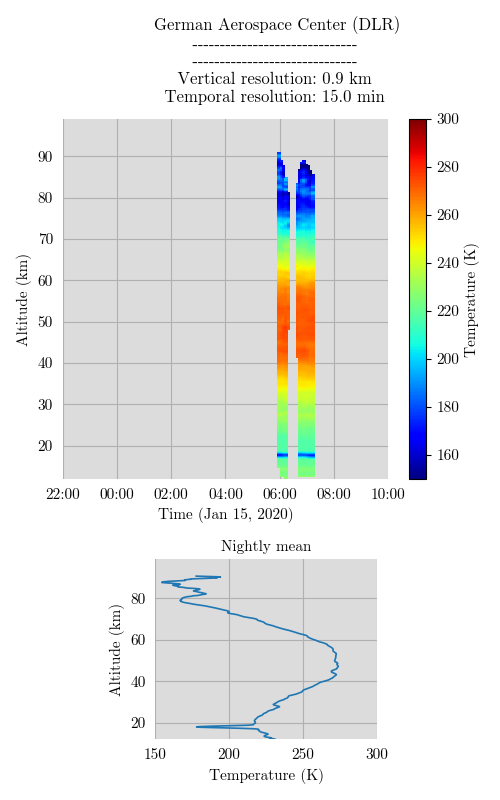 German Aerospace Center (DLR)
------------------------------
------------------------------
Vertical resolution: 0.9 km
Temporal resolution: 15.0 min
90
80
70
60
50
40
30
20
Altitude (km)
22:00 00:00 02:00 04:00 06:00 08:00 10:00
Time (Jan 15, 2020)
300
280
260
240
220
200
180
160
Temperature (K)
Nightly mean
80
60
40
20
Altitude (km)
150 200 250 300
Temperature (K)